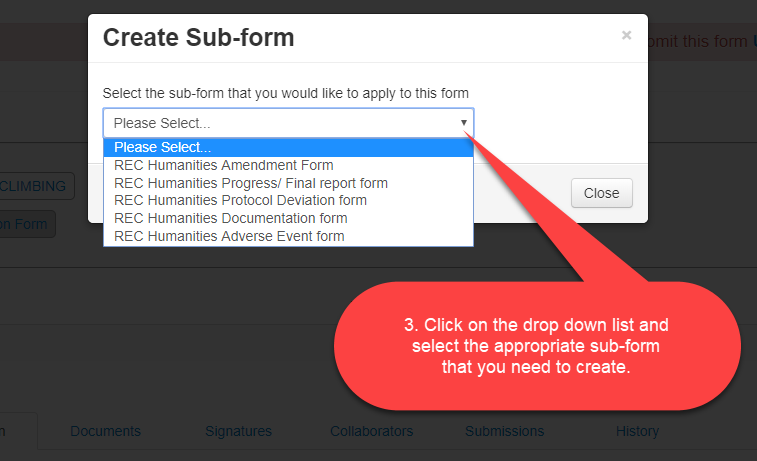 Create Sub-form
×
bmit this form U
Select the sub-form that you would like to apply to this form
Please Select...
Please Select...
REC Humanities Amendment Form
REC Humanities Progress/ Final report form
REC Humanities Protocol Deviation form
REC Humanities Documentation form
REC Humanities Adverse Event form
CLIMBING
on Form
Close
3. Click on the drop down list and
select the appropriate sub-form
that you need to create.
n
Documents
Signatures
Collaborators
Submissions
History